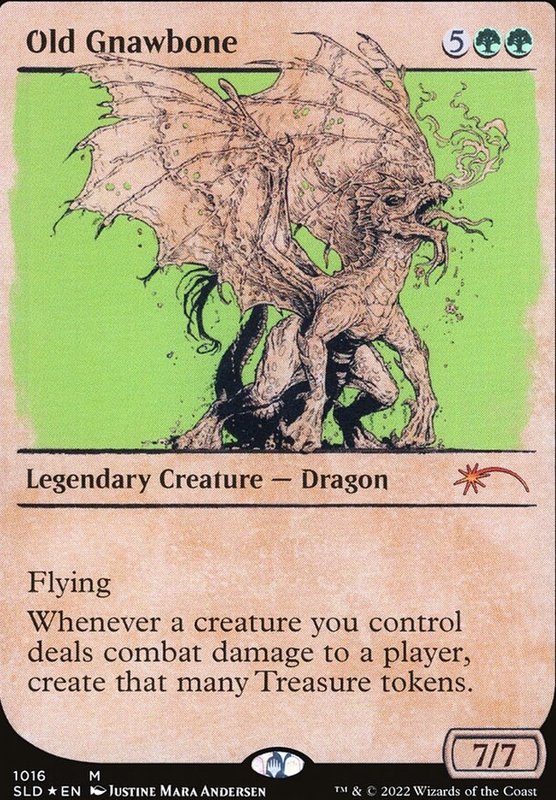 Old Gnawbone 5
Legendary Creature — Dragon
Flying
Whenever a creature you control
deals combat damage to a player,
create that many Treasure tokens.
7/7
1016 M
SLD ★ EN Justine Mara Andersen
™ & © 2022 Wizards of the Coast